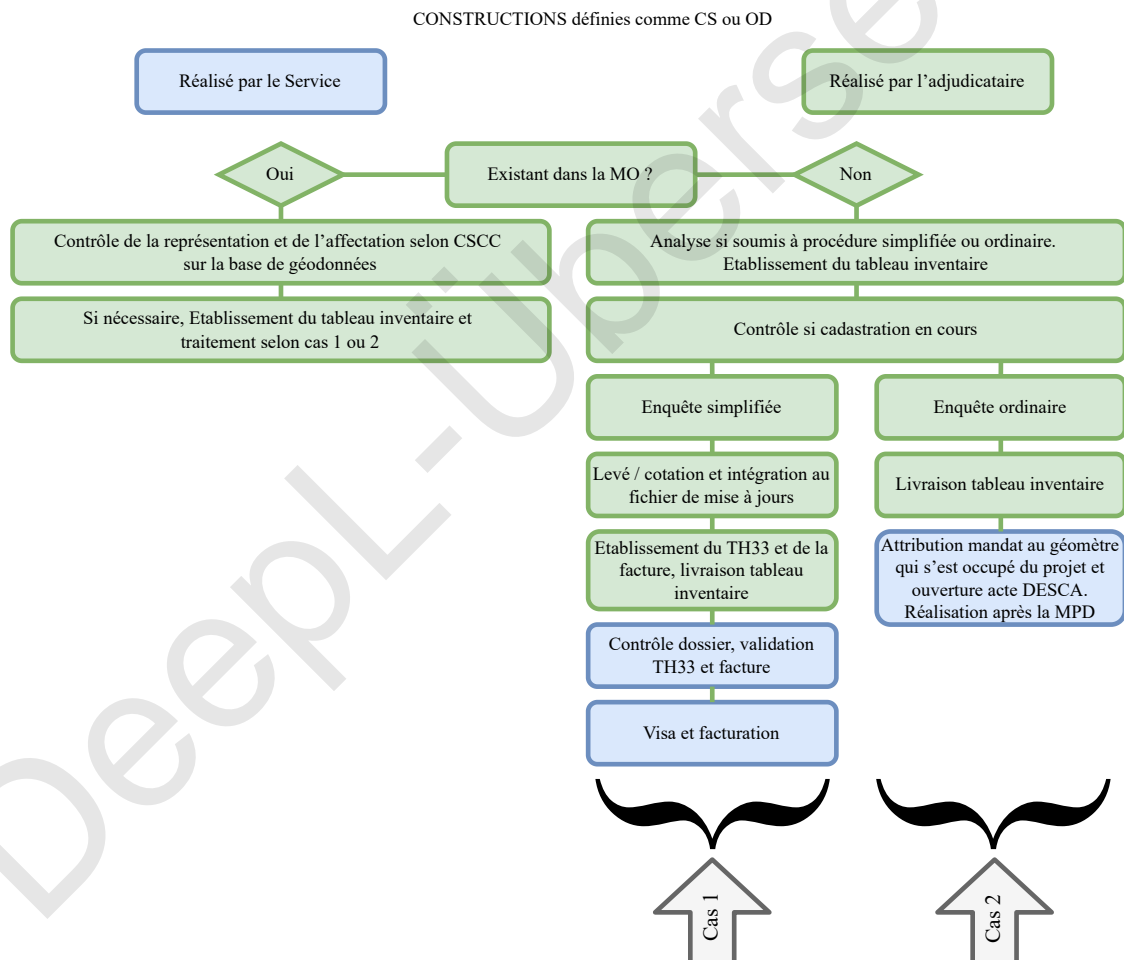 CONSTRUCTIONS définies comme CS ou OD
Réalisé par le Service
Réalisé par l’adjudicataire
Oui
Existant dans la MO ?
Non
Contrôle de la représentation et de l’affectation selon CSCC
sur la base de géodonnées
Analyse si soumis à procédure simplifiée ou ordinaire.
Etablissement du tableau inventaire
Si nécessaire, Etablissement du tableau inventaire et
traitement selon cas 1 ou 2
Contrôle si cadastration en cours
Enquête simplifiée
Enquête ordinaire
Levé / cotation et intégration au
fichier de mise à jours
Livraison tableau inventaire
Etablissement du TH33 et de la
facture, livraison tableau
inventaire
Attribution mandat au géomètre
qui s’est occupé du projet et
ouverture acte DESCA.
Réalisation après la MPD
Contrôle dossier, validation
TH33 et facture
Visa et facturation
Cas 1
Cas 2
DeepL-Überse